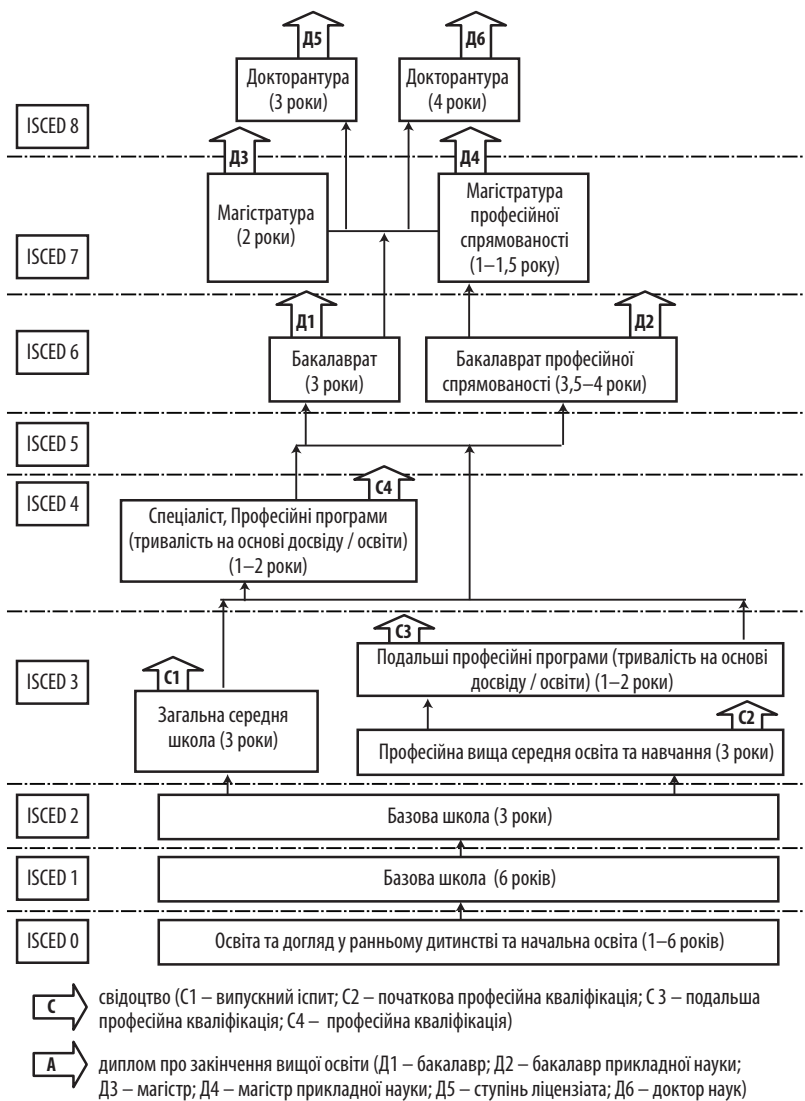 Д5
Д6
Докторантура
(3 роки)
Докторантура
(4 роки)
ISCED 8
Д3
Д4
Магістратура
(2 роки)
Магістратура
професійної
спрямованості
(1–1,5 року)
ISCED 7
Д1
Д2
ISCED 6
Бакалаврат
(3 роки)
Бакалаврат професійної
спрямованості (3,5–4 роки)
ISCED 5
ISCED 4
С4
Спеціаліст, Професійні програми
(тривалість на основі досвіду / освіти)
(1–2 роки)
С3
ISCED 3
С1
Подальші професійні програми (тривалість на основі
досвіду / освіти) (1–2 роки)
Загальна середня
школа (3 роки)
С2
Професійна вища середня освіта та навчання (3 роки)
ISCED 2
Базова школа (3 роки)
ISCED 1
Базова школа (6 років)
ISCED 0
Освіта та догляд у ранньому дитинстві та начальна освіта (1–6 років)
С
свідоцтво (С1 – випускний іспит; С2 – початкова професійна кваліфікація; С 3 – подальша
професійна кваліфікація; С4 – професійна кваліфікація)
А
диплом про закінчення вищої освіти (Д1 – бакалавр; Д2 – бакалавр прикладної науки;
Д3 – магістр; Д4 – магістр прикладної науки; Д5 – ступінь ліцензіата; Д6 – доктор наук)